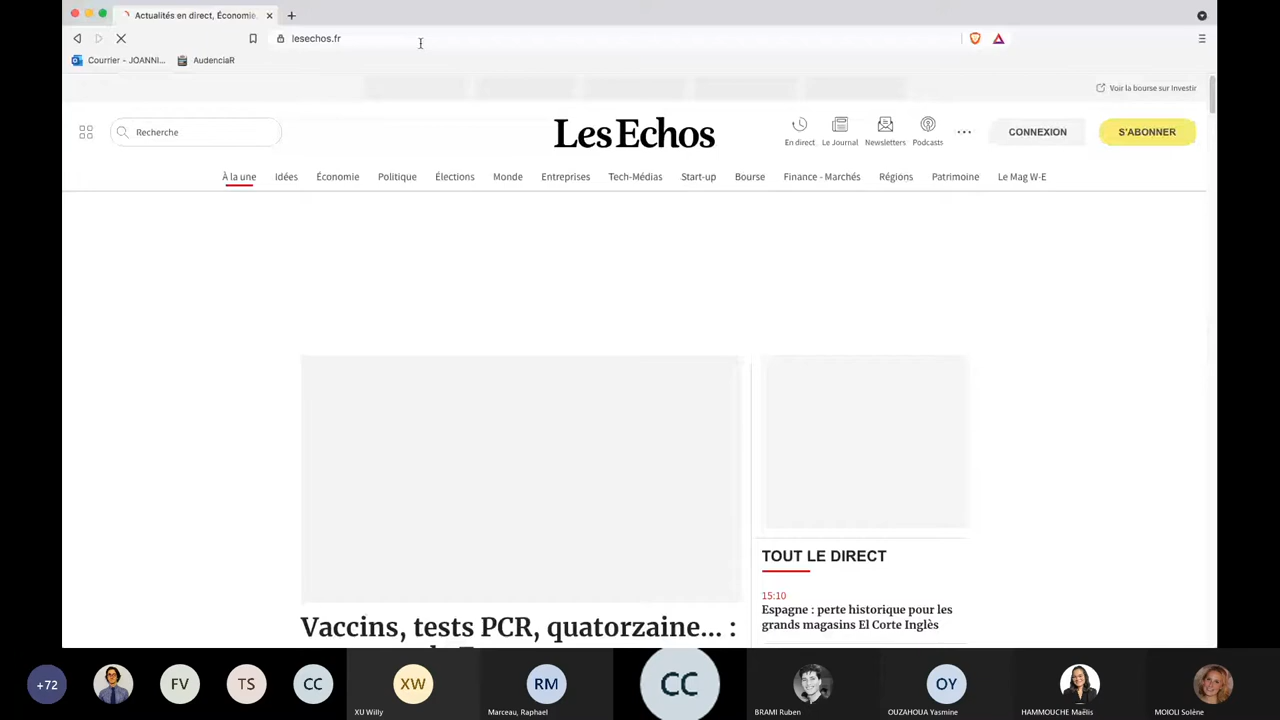 Actualités en direct, Économie,
lesechos.fr
Courrier – JOANNI...
AudenciaR
Voir la bourse sur Investir
Recherche
Les Echos
En direct
Le Journal
Newsletters
Podcasts
CONNEXION
S'ABONNER
À la une
Idées
Économie
Politique
Élections
Monde
Entreprises
Tech-Médias
Start-up
Bourse
Finance - Marchés
Régions
Patrimoine
Le Mag W-E
Vaccins, tests PCR, quatorzaine... :
TOUT LE DIRECT
15:10
Espagne : perte historique pour les
grands magasins El Corte Inglès
+72
FV
TS
CC
XW
XU Willy
RM
Marceau, Raphael
CC
BRAMI Ruben
OY
OUZAHOUA Yasmine
HAMMOUCHE Maëlis
MOIOLI Solène